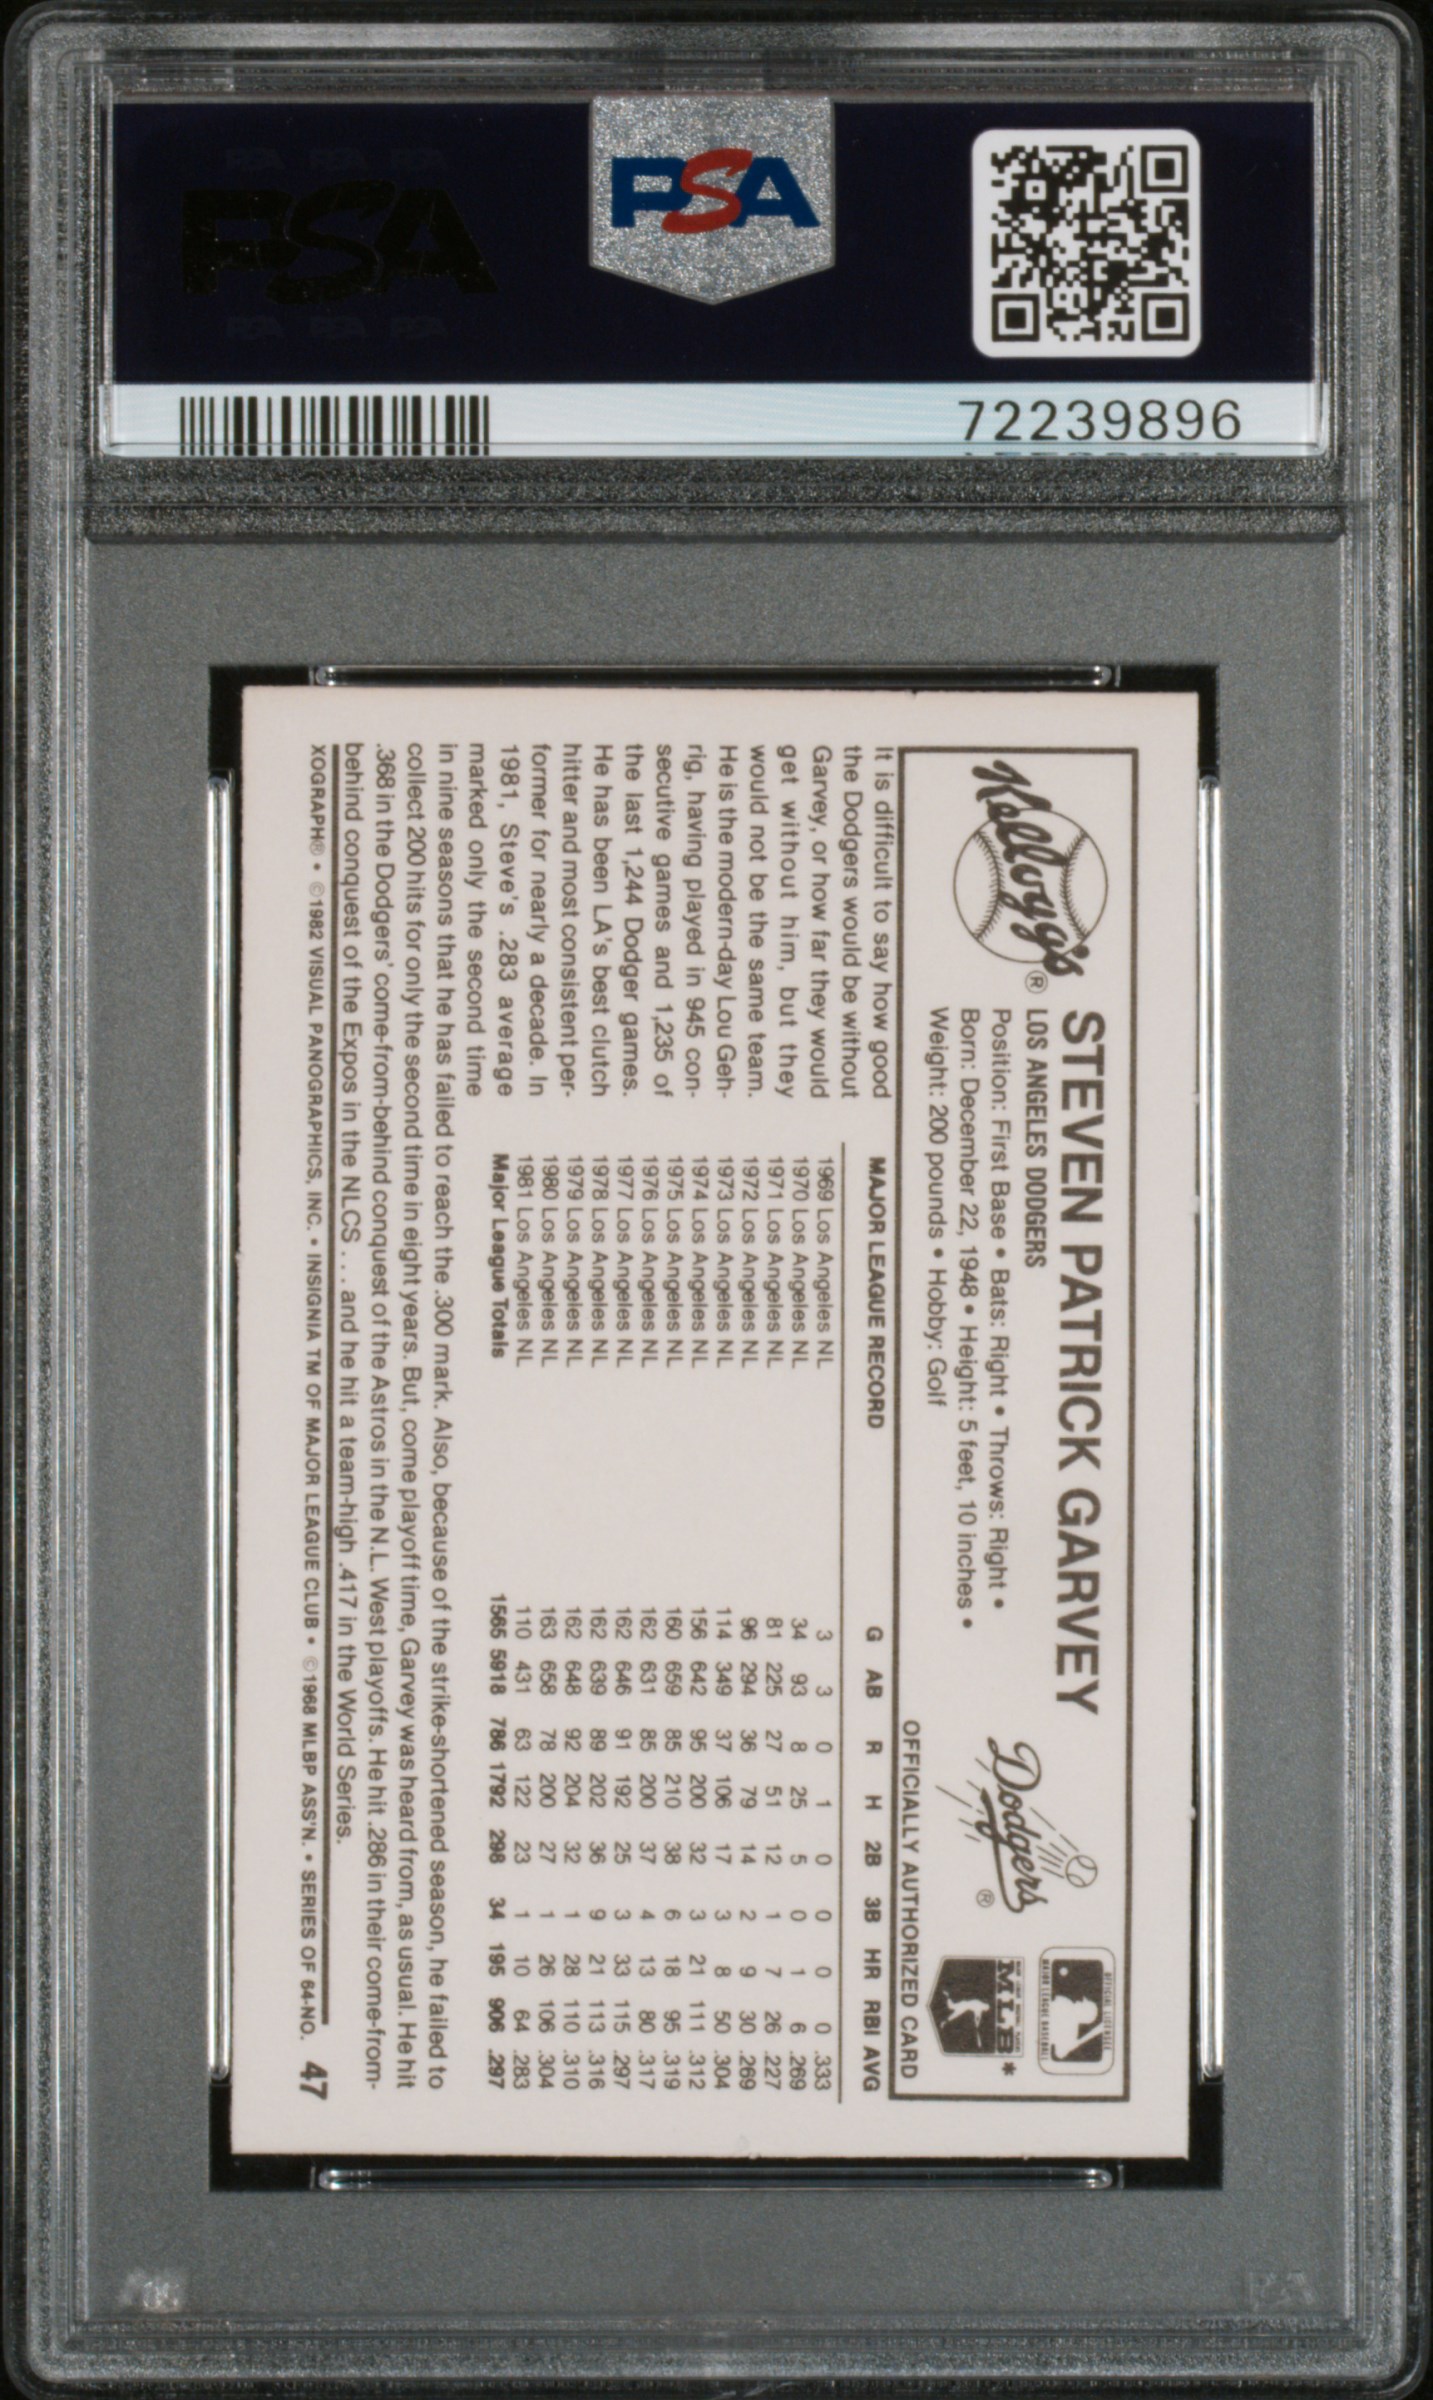 PSA PSA PSA
PSA
PSA PSA PSA
PSA
72239896
Kellogg's®
STEVEN PATRICK GARVEY
LOS ANGELES DODGERS
Position: First Base • Bats: Right • Throws: Right •
Born: December 22, 1948 • Height: 5 feet, 10 inches •
Weight: 200 pounds • Hobby: Golf
Dodgers®
OFFICIAL LICENSEE
MAJOR LEAGUE BASEBALL
MLB*
OFFICIALLY AUTHORIZED CARD
It is difficult to say how good
the Dodgers would be without
Garvey, or how far they would
get without him, but they
would not be the same team.
He is the modern-day Lou Geh-
rig, having played in 945 con-
secutive games and 1,235 of
the last 1,244 Dodger games.
He has been LA's best clutch
hitter and most consistent per-
former for nearly a decade. In
1981, Steve's .283 average
marked only the second time
in nine seasons that he has failed to reach the .300 mark. Also, because of the strike-shortened season, he failed to
collect 200 hits for only the second time in eight years. But, come playoff time, Garvey was heard from, as usual. He hit
.368 in the Dodgers' come-from-behind conquest of the Astros in the N.L. West playoffs. He hit .286 in their come-from-
behind conquest of the Expos in the NLCS . . . and he hit a team-high .417 in the World Series.
MAJOR LEAGUE RECORD G AB R H 2B 3B HR RBI AVG
1969 Los Angeles NL 3 3 0 1 0 0 0 0 .333
1970 Los Angeles NL 34 93 8 25 5 0 1 6 .269
1971 Los Angeles NL 81 225 27 51 12 1 7 26 .227
1972 Los Angeles NL 96 294 36 79 14 2 9 30 .269
1973 Los Angeles NL 114 349 37 106 17 3 8 50 .304
1974 Los Angeles NL 156 642 95 200 32 3 21 111 .312
1975 Los Angeles NL 160 659 85 210 38 6 18 95 .319
1976 Los Angeles NL 162 631 85 200 37 4 13 80 .317
1977 Los Angeles NL 162 646 91 192 25 3 33 115 .297
1978 Los Angeles NL 162 639 89 202 36 9 21 113 .316
1979 Los Angeles NL 162 648 92 204 32 1 28 110 .310
1980 Los Angeles NL 163 658 78 200 27 1 26 106 .304
1981 Los Angeles NL 110 431 63 122 23 1 10 64 .283
Major League Totals 1565 5918 786 1792 298 34 195 906 .297
XOGRAPH® • ©1982 VISUAL PANOGRAPHICS, INC. • INSIGNIA TM OF MAJOR LEAGUE CLUB • ©1968 MLBP ASS'N. • SERIES OF 64-NO. 47